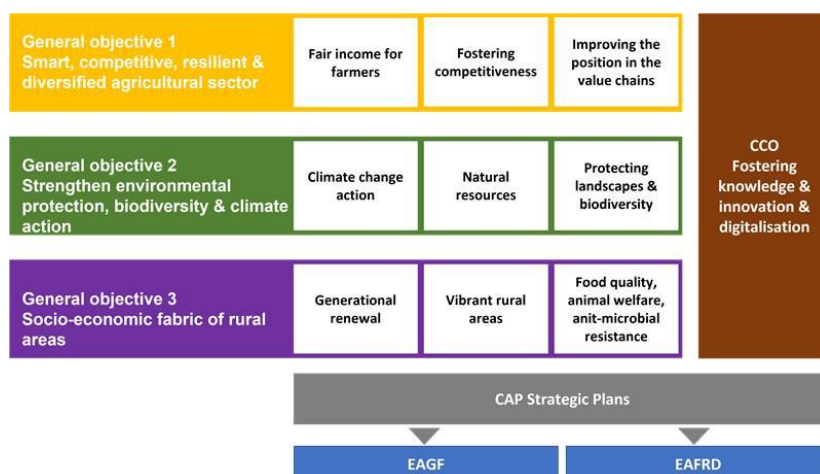 General objective 1
Smart, competitive, resilient &
diversified agricultural sector
Fair income for
farmers
Fostering
competitiveness
Improving the
position in the
value chains
General objective 2
Strengthen environmental
protection, biodiversity & climate
action
Climate change
action
Natural
resources
Protecting
landscapes &
biodiversity
General objective 3
Socio-economic fabric of rural
areas
Generational
renewal
Vibrant rural
areas
Food quality,
animal welfare,
anit-microbial
resistance
CCO
Fostering
knowledge &
innovation &
digitalisation
CAP Strategic Plans
EAGF
EAFRD